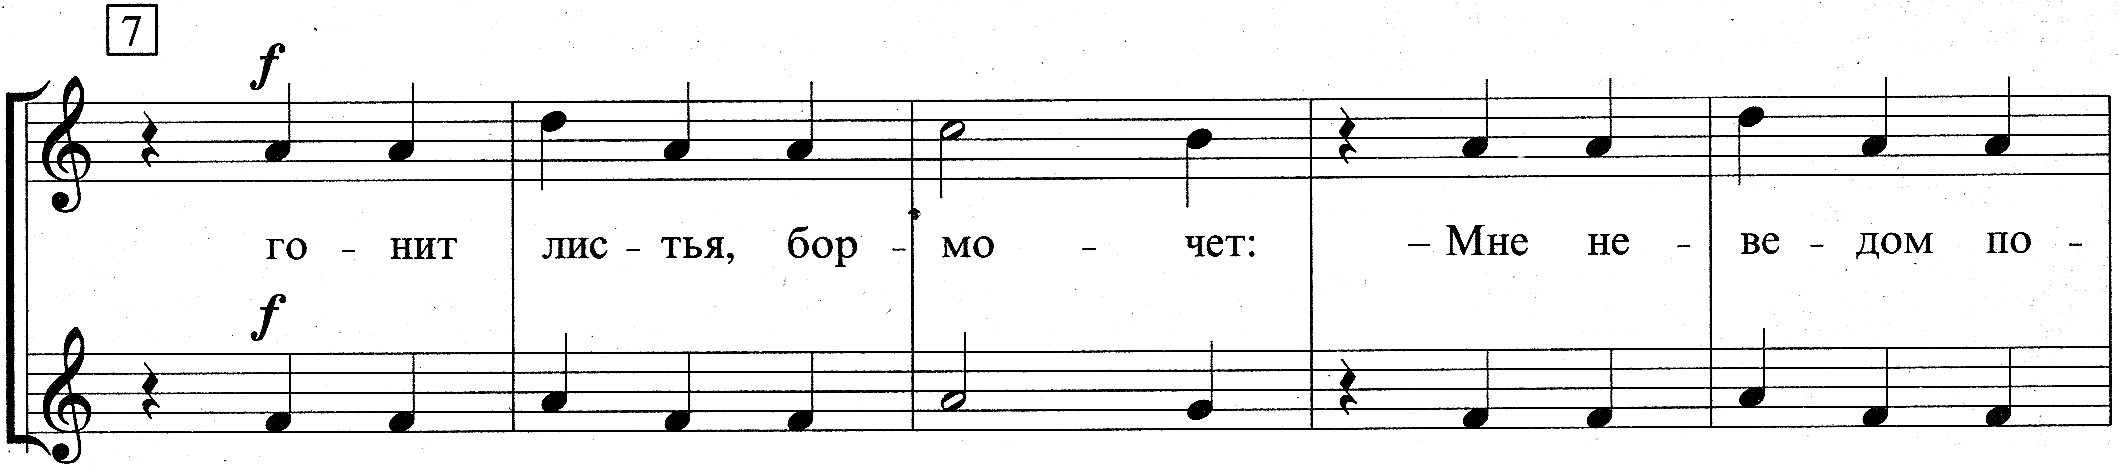 7
f
го - нит лис - тья, бор - мо - чет: – Мне не - ве - дом по -
f